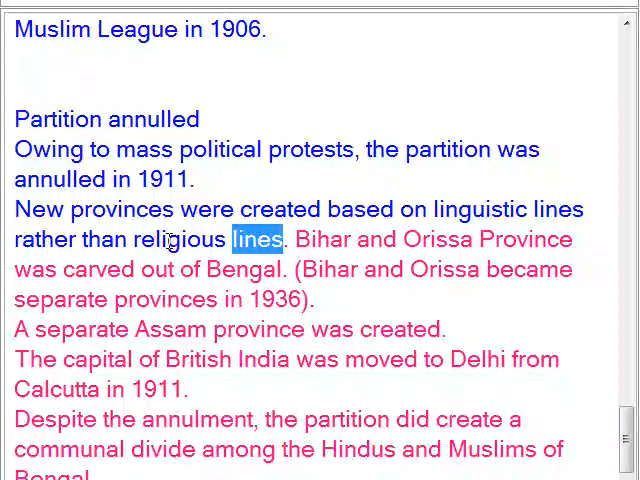 Muslim League in 1906.
Partition annulled
Owing to mass political protests, the partition was
annulled in 1911.
New provinces were created based on linguistic lines
rather than religious lines. Bihar and Orissa Province
was carved out of Bengal. (Bihar and Orissa became
separate provinces in 1936).
A separate Assam province was created.
The capital of British India was moved to Delhi from
Calcutta in 1911.
Despite the annulment, the partition did create a
communal divide among the Hindus and Muslims of
Bengal.